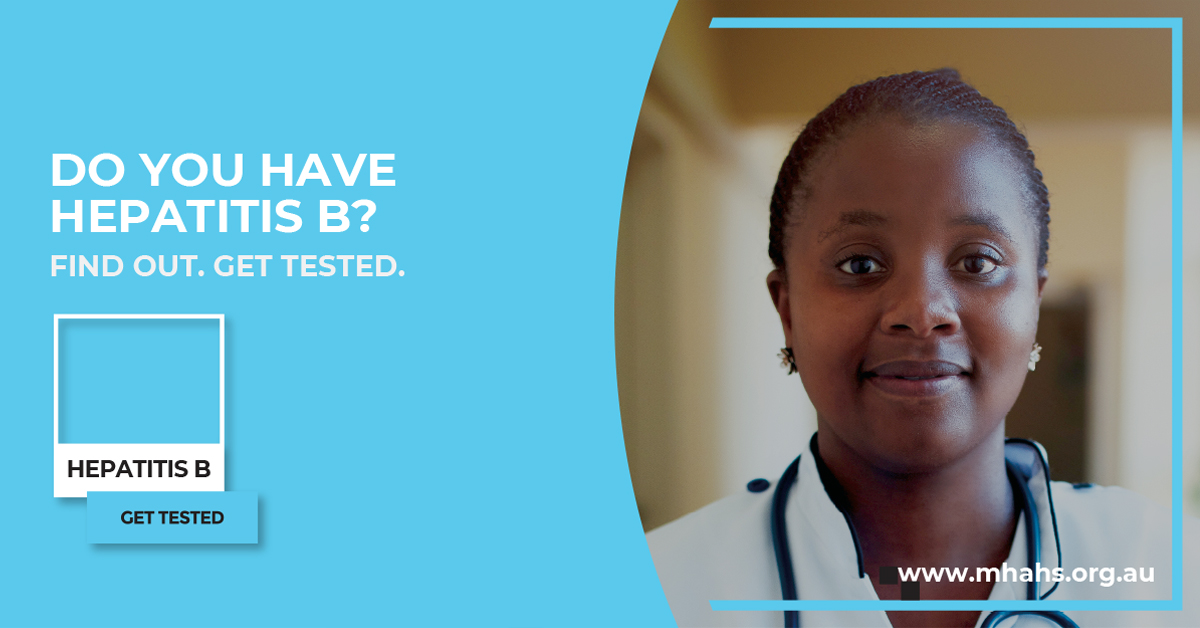 DO YOU HAVE
HEPATITIS B?
FIND OUT. GET TESTED.
HEPATITIS B
GET TESTED
www.mhahs.org.au